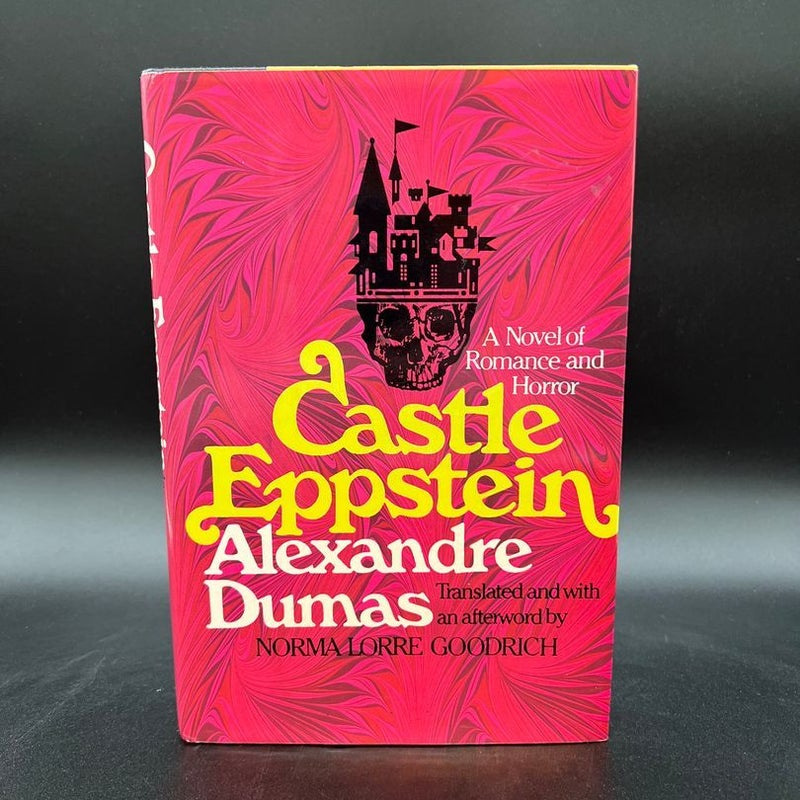 A Novel of
Romance and
Horror
Castle
Eppstein
Alexandre
Dumas
Translated and with
an afterword by
NORMA LORRE GOODRICH